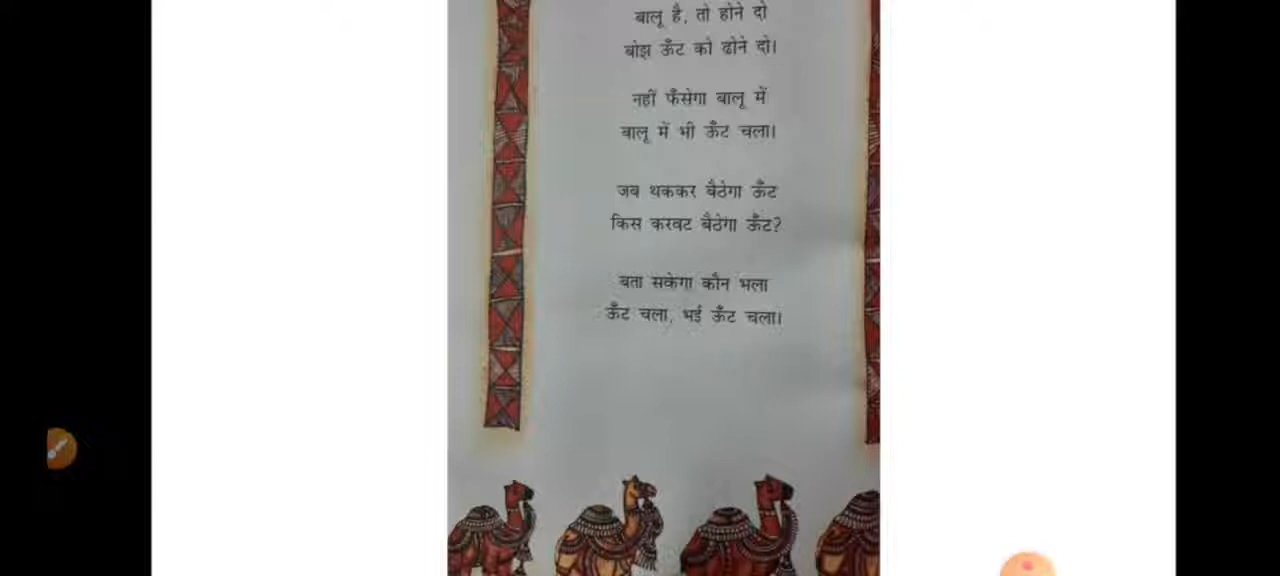 बालू है, तो होने दो
बोझ ऊँट को ढोने दो।
नहीं फँसेगा बालू में
बालू में भी ऊँट चला।
जब थककर बैठेगा ऊँट
किस करवट बैठेगा ऊँट?
बता सकेगा कौन भला
ऊँट चला, भई ऊँट चला।